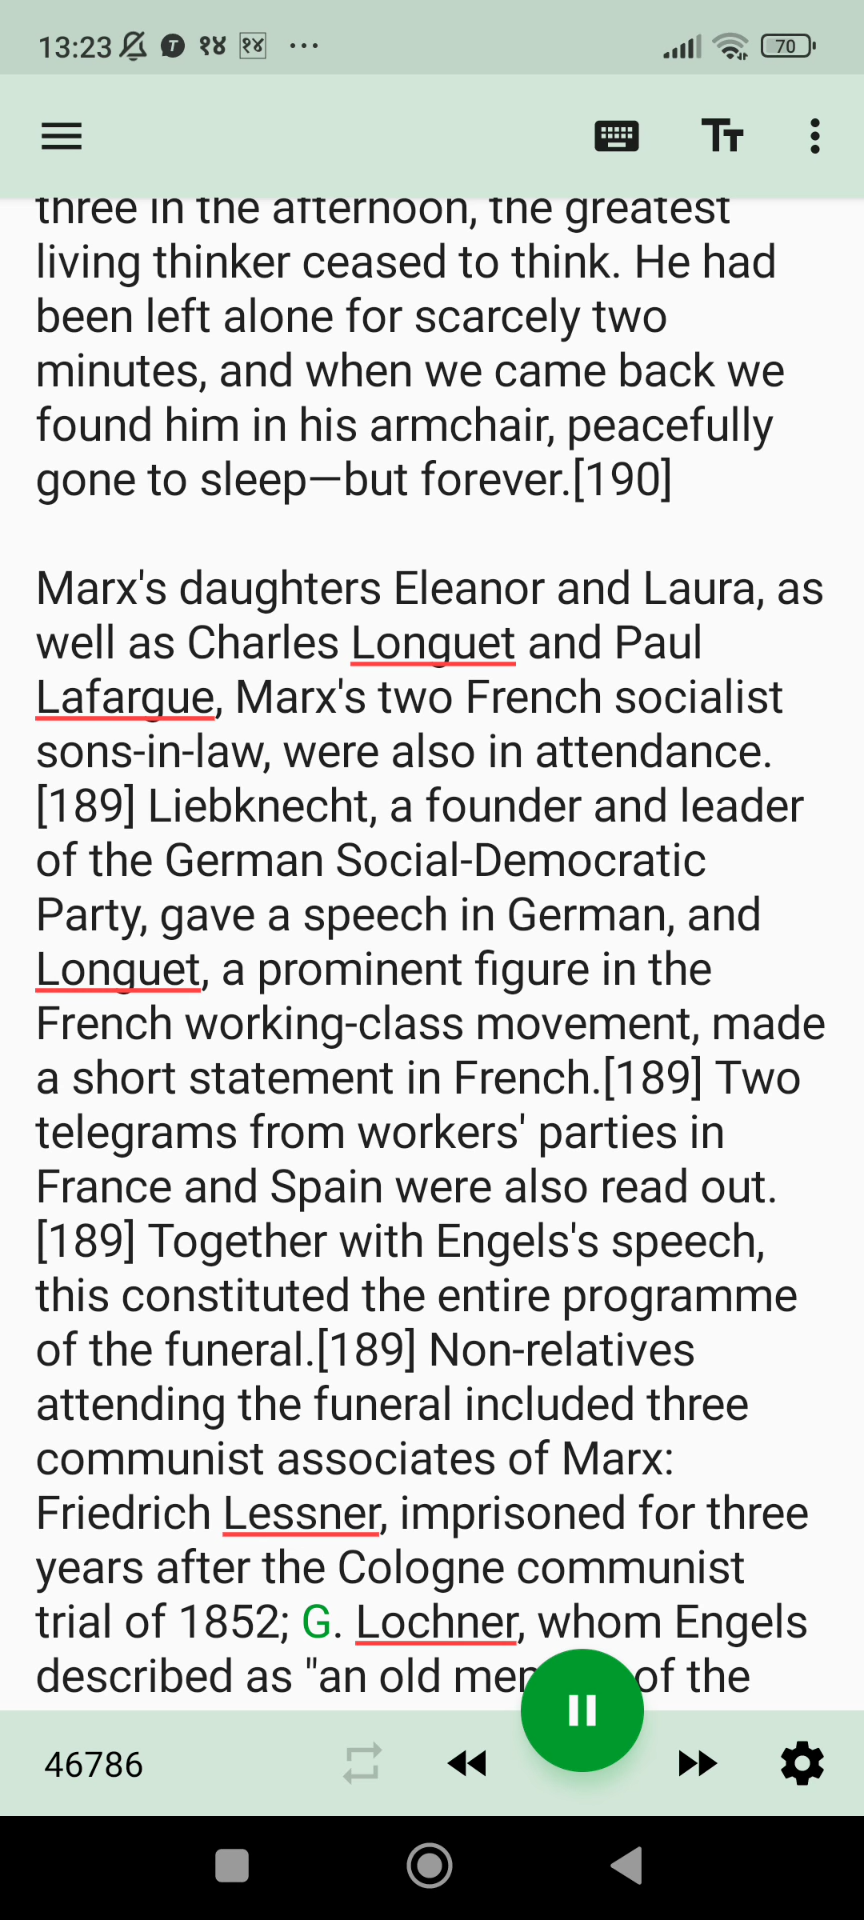 13:23 १४ १४ ... 70
three in the afternoon, the greatest
living thinker ceased to think. He had
been left alone for scarcely two
minutes, and when we came back we
found him in his armchair, peacefully
gone to sleep—but forever.[190]
Marx's daughters Eleanor and Laura, as
well as Charles Longuet and Paul
Lafargue, Marx's two French socialist
sons-in-law, were also in attendance.
[189] Liebknecht, a founder and leader
of the German Social-Democratic
Party, gave a speech in German, and
Longuet, a prominent figure in the
French working-class movement, made
a short statement in French.[189] Two
telegrams from workers' parties in
France and Spain were also read out.
[189] Together with Engels's speech,
this constituted the entire programme
of the funeral.[189] Non-relatives
attending the funeral included three
communist associates of Marx:
Friedrich Lessner, imprisoned for three
years after the Cologne communist
trial of 1852; G. Lochner, whom Engels
described as "an old of the
46786